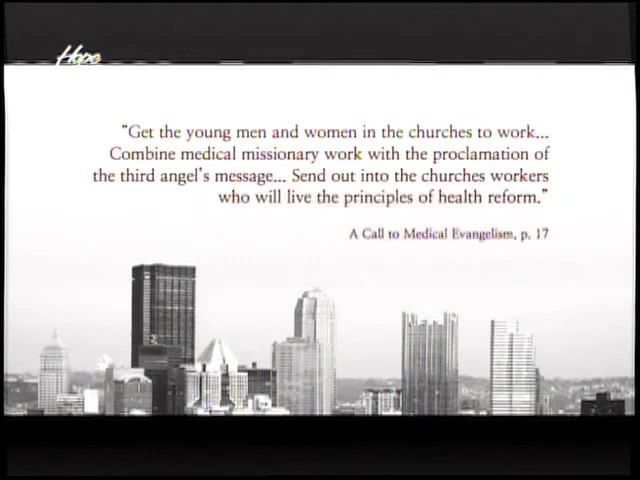 Hope
"Get the young men and women in the churches to work...
Combine medical missionary work with the proclamation of
the third angel's message... Send out into the churches workers
who will live the principles of health reform."
A Call to Medical Evangelism, p. 17